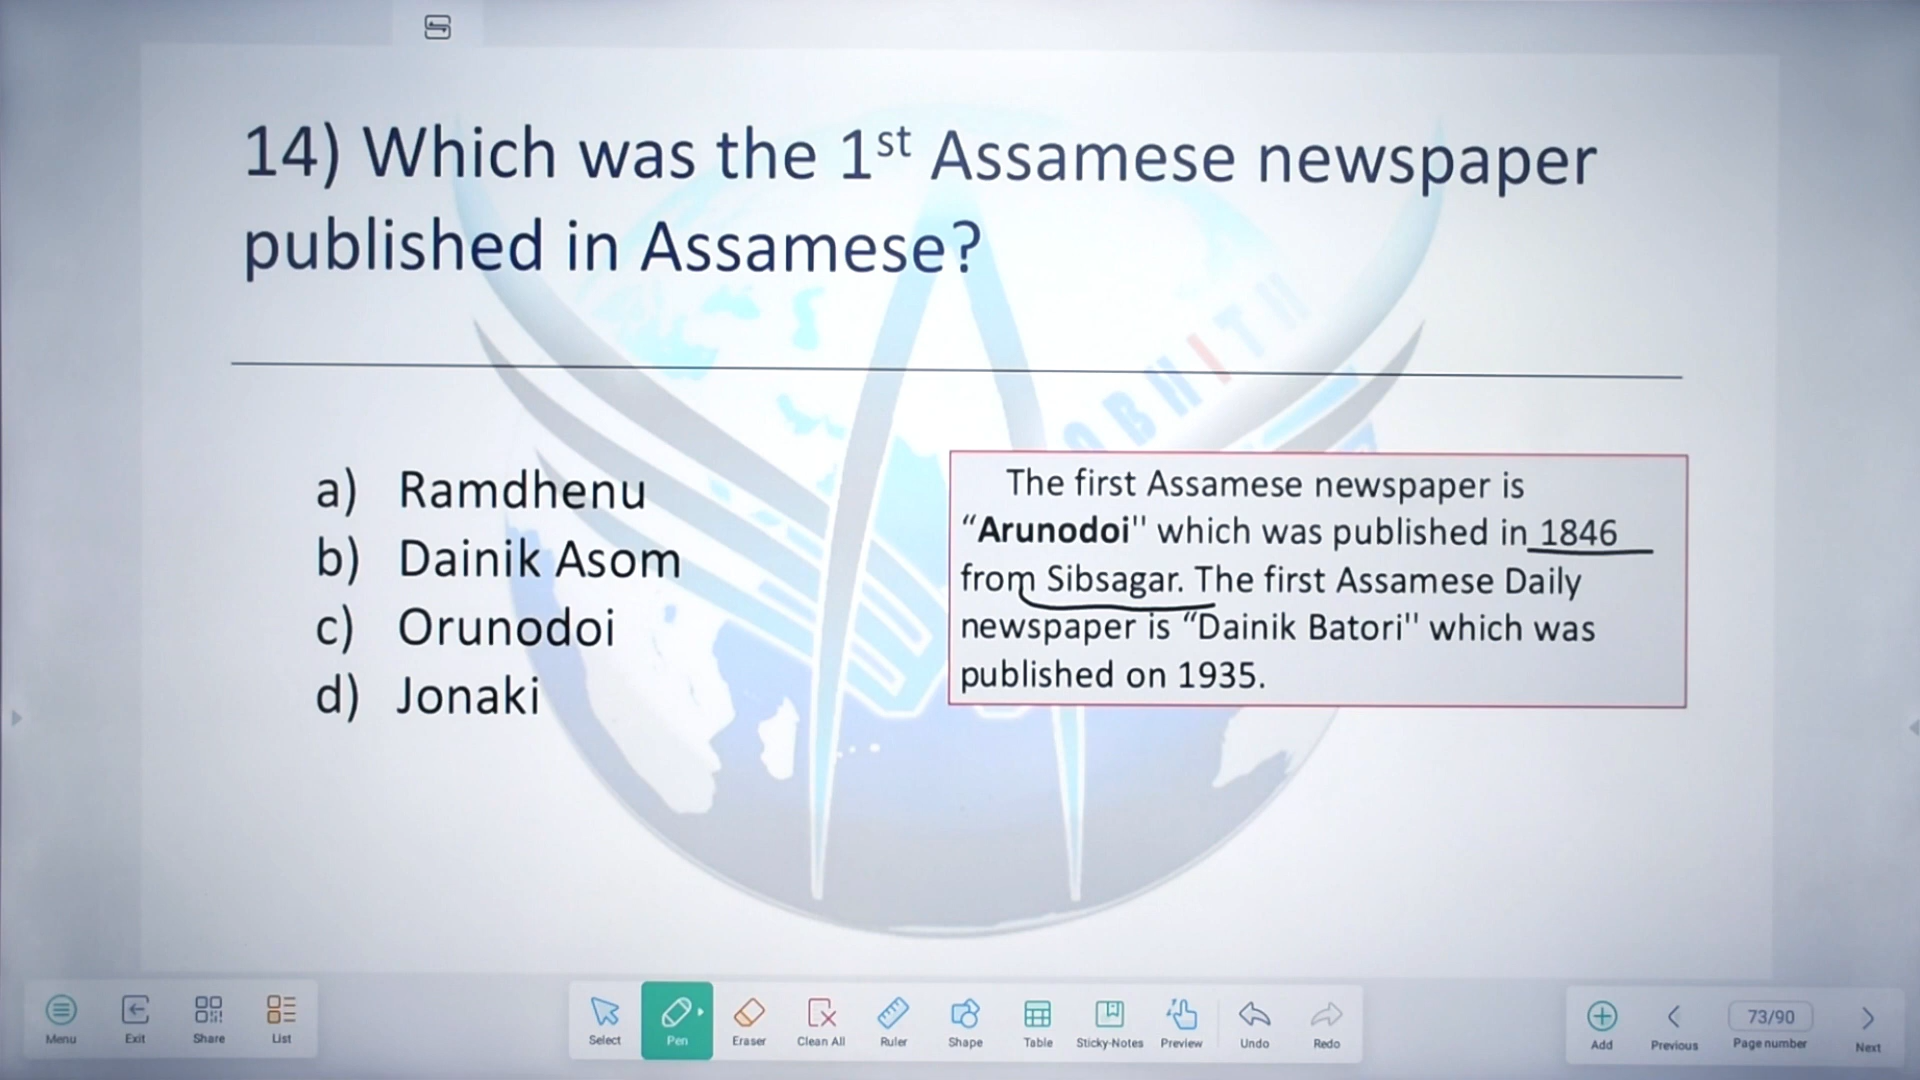 14) Which was the 1st Assamese newspaper
published in Assamese?
OBHITH
a) Ramdhenu
b) Dainik Asom
c) Orunodoi
d) Jonaki
The first Assamese newspaper is
“Arunodoi" which was published in 1846
from Sibsagar. The first Assamese Daily
newspaper is “Dainik Batori" which was
published on 1935.
Menu
Exit
Share
List
Select
Pen
Eraser
Clean All
Ruler
Shape
Table
Sticky-Notes
Preview
Undo
Redo
Add
Previous
73/90
Page number
Next